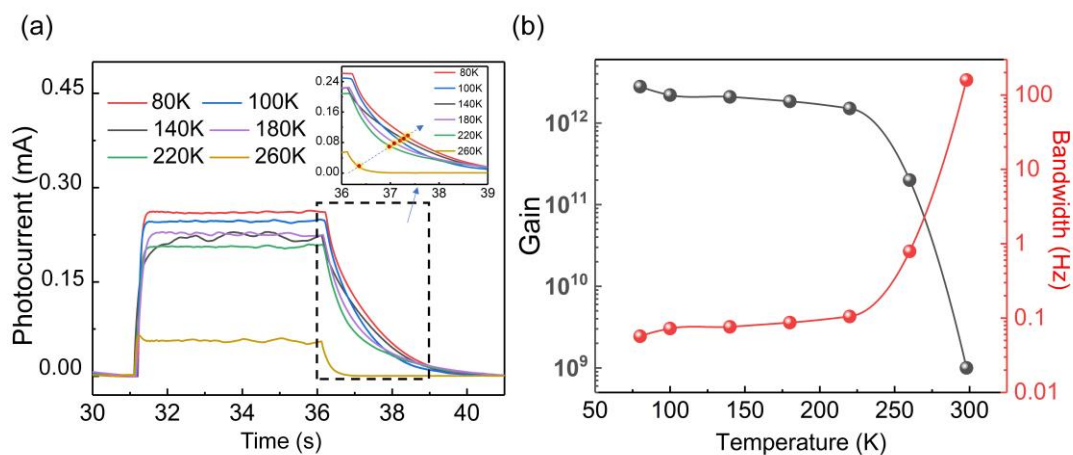 (a)
(b)
Photocurrent (mA)
0.45
0.30
0.15
0.00
80K 100K
140K 180K
220K 260K
0.24
0.16
0.08
0.00
80K
100K
140K
180K
220K
260K
36 37 38 39
30 32 34 36 38 40
Time (s)
Gain
10¹²
10¹¹
10¹⁰
10⁹
100
10
1
0.1
0.01
Bandwidth (Hz)
50 100 150 200 250 300
Temperature (K)